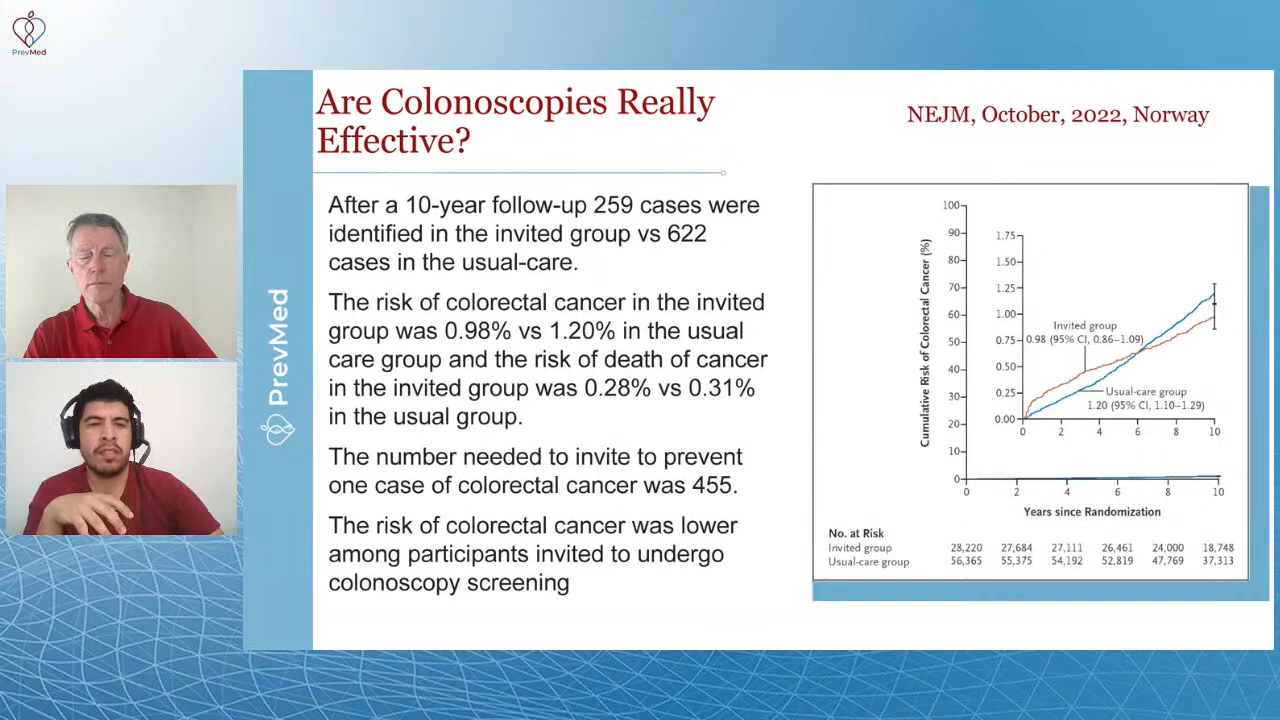 PrevMed
Are Colonoscopies Really
Effective?
NEJM, October, 2022, Norway
After a 10-year follow-up 259 cases were
identified in the invited group vs 622
cases in the usual-care.
The risk of colorectal cancer in the invited
group was 0.98% vs 1.20% in the usual
care group and the risk of death of cancer
in the invited group was 0.28% vs 0.31%
in the usual group.
The number needed to invite to prevent
one case of colorectal cancer was 455.
The risk of colorectal cancer was lower
among participants invited to undergo
colonoscopy screening
PrevMed
Cumulative Risk of Colorectal Cancer (%)
100
90
80
70
60
50
40
30
20
10
0
1.75
1.50
1.25
1.00
0.75
0.50
0.25
0.00
Invited group
0.98 (95% CI, 0.86–1.09)
Usual-care group
1.20 (95% CI, 1.10–1.29)
0 2 4 6 8 10
0 2 4 6 8 10
Years since Randomization
No. at Risk
Invited group 28,220 27,684 27,111 26,461 24,000 18,748
Usual-care group 56,365 55,375 54,192 52,819 47,769 37,313